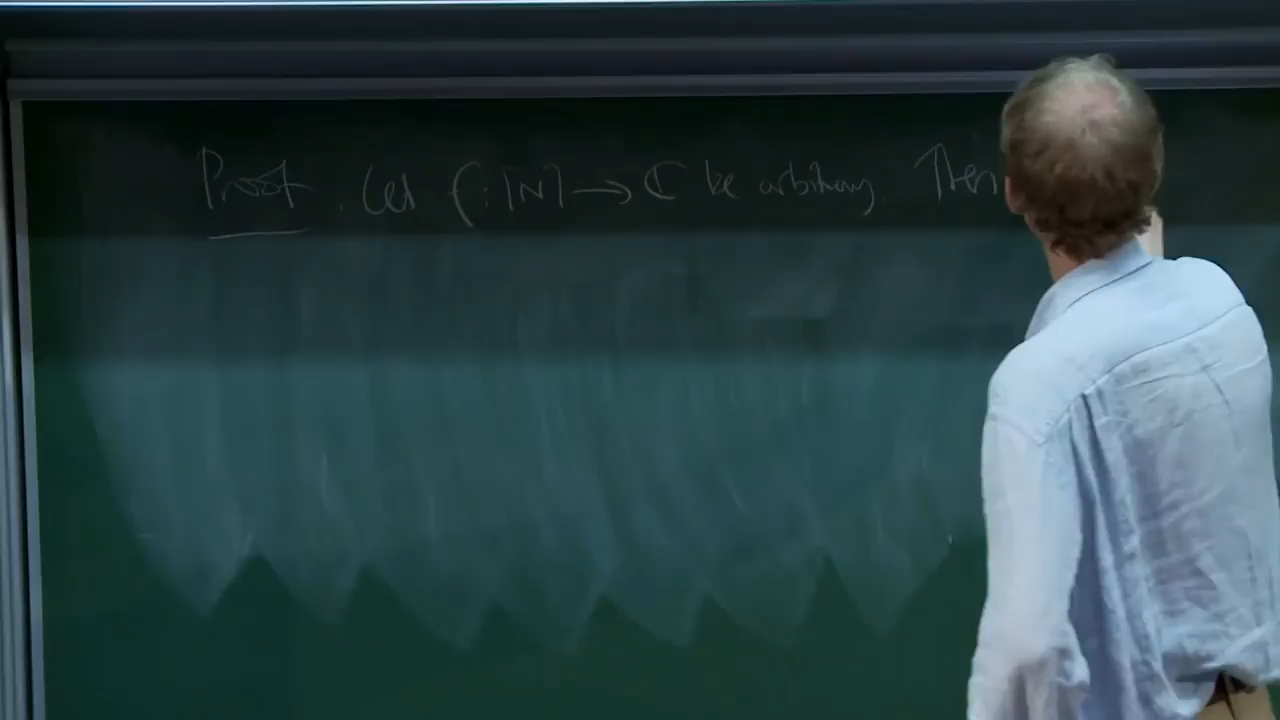 Proof. Let f: [N] → ℂ be arbitrary. Then